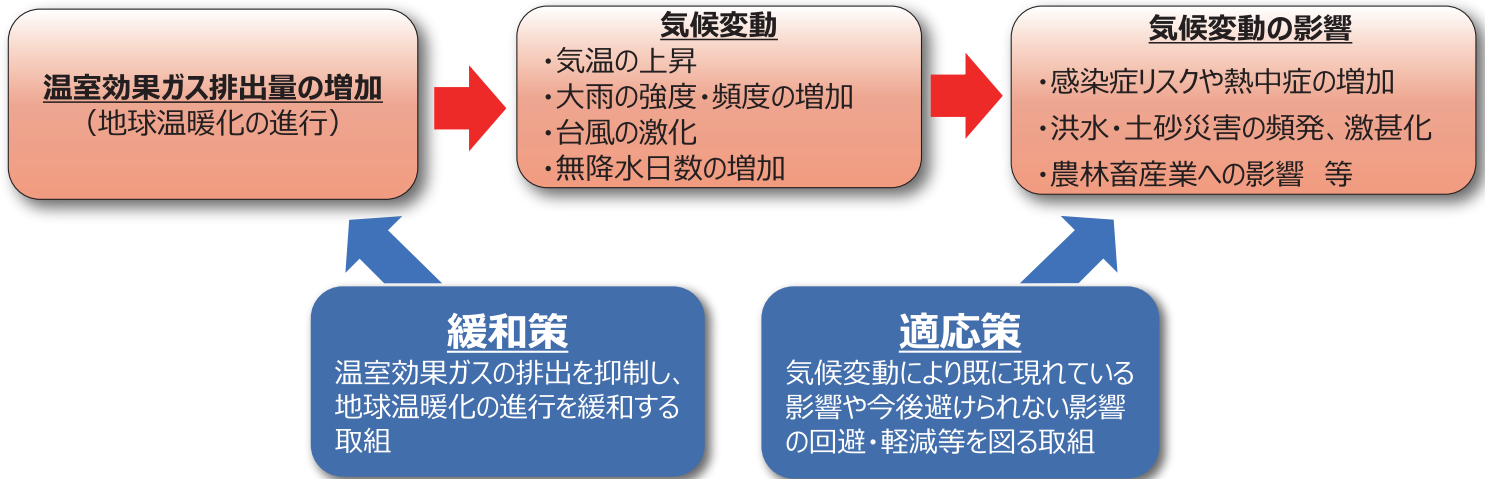 温室効果ガス排出量の増加
（地球温暖化の進行）
気候変動
・気温の上昇
・大雨の強度・頻度の増加
・台風の激化
・無降水日数の増加
気候変動の影響
・感染症リスクや熱中症の増加
・洪水・土砂災害の頻発、激甚化
・農林畜産業への影響　等
緩和策
温室効果ガスの排出を抑制し、
地球温暖化の進行を緩和する
取組
適応策
気候変動により既に現れている
影響や今後避けられない影響
の回避・軽減等を図る取組